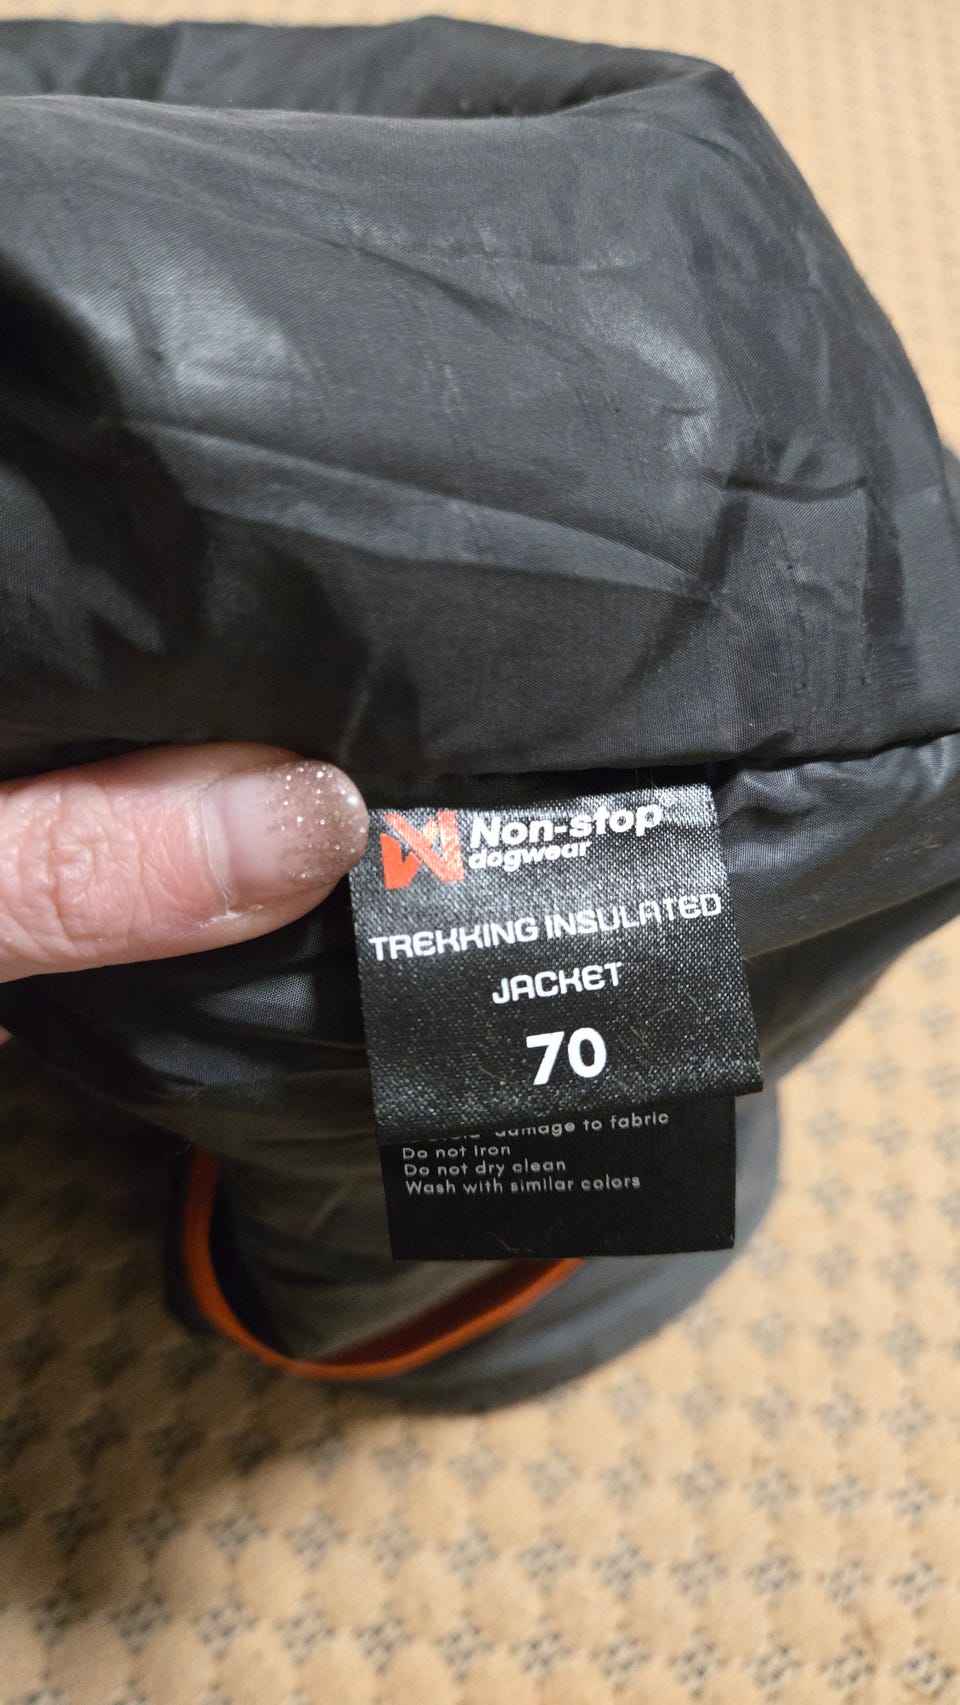 Non-stop
dogwear
TREKKING INSULATED
JACKET
70
damage to fabric
Do not iron
Do not dry clean
Wash with similar colors